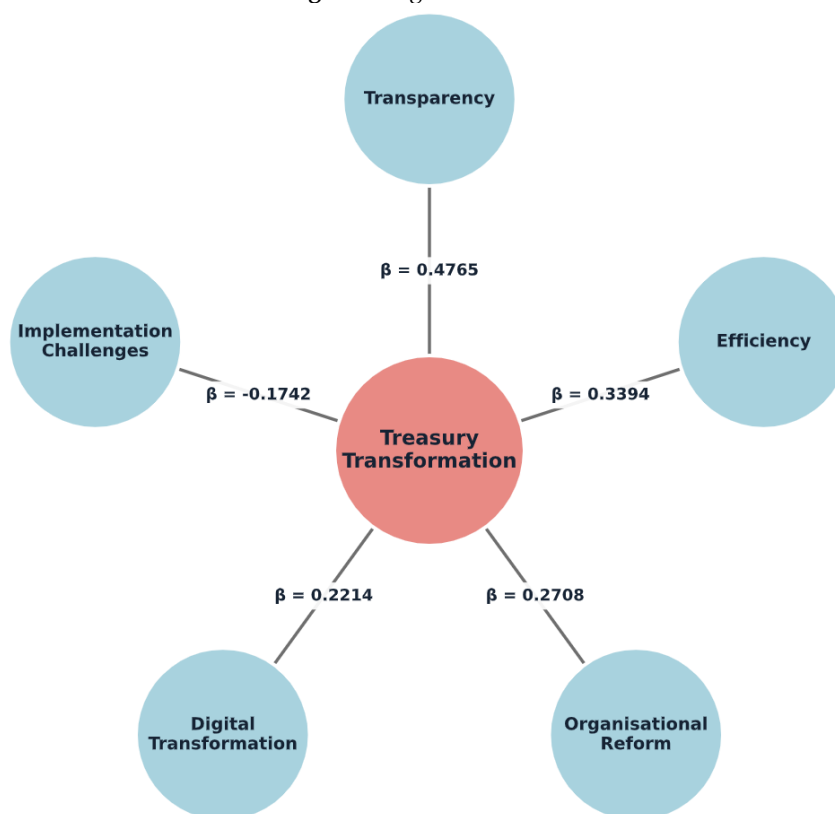 Transparency
β = 0.4765
Implementation
Challenges
Efficiency
β = -0.1742
β = 0.3394
Treasury
Transformation
β = 0.2214
β = 0.2708
Digital
Transformation
Organisational
Reform